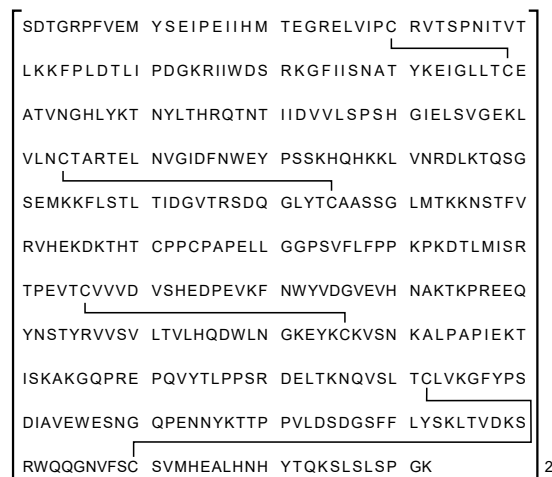 SDTGRPFVEM YSEIPEIIHM TEGRELVIPC RVTSPNITVT
LKKFPLDTLI PDGKRIIWDS RKGFIISNAT YKEIGLLTCE
ATVNGHLYKT NYLTHRQTNT IIDVVLSPSH GIELSVGEKL
VLNCTARTEL NVGIDFNWEY PSSKHQHKKL VNRDLKTQSG
SEMKKFLSTL TIDGVTRSDQ GLYTCAASSG LMTKKNSTFV
RVHEKDKTHT CPPCPAPELL GGPSVFLFPP KPKDTLMISR
TPEVTCVVVD VSHEDPEVKF NWYVDGVEVH NAKTKPREEQ
YNSTYRVVSV LTVLHQDWLN GKEYKCKVSN KALPAPIEKT
ISKAKGQPRE PQVYTLPPSR DELTKNQVSL TCLVKGFYPS
DIAVEWESNG QPENNYKTTP PVLDSDGSFF LYSKLTVDKS
RWQQGNVFSC SVMHEALHNH YTQKSLSLSP GK
2